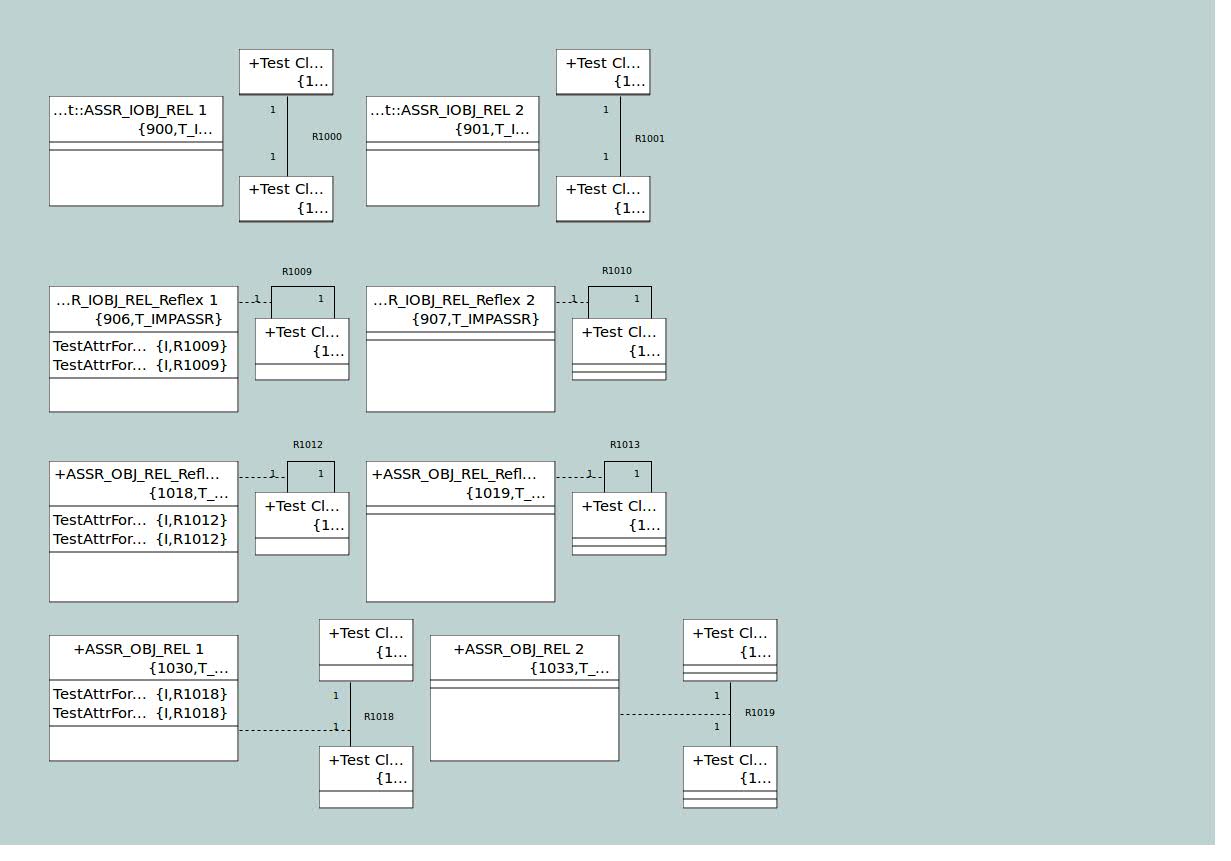 +Test Cl...
{1...
+Test Cl...
{1...
...t::ASSR_IOBJ_REL 1
{900,T_I...
1
R1000
1
+Test Cl...
{1...
...t::ASSR_IOBJ_REL 2
{901,T_I...
1
R1001
1
+Test Cl...
{1...
R1009
...R_IOBJ_REL_Reflex 1
{906,T_IMPASSR}
TestAttrFor... {I,R1009}
TestAttrFor... {I,R1009}
1
1
+Test Cl...
{1...
R1010
...R_IOBJ_REL_Reflex 2
{907,T_IMPASSR}
1
1
+Test Cl...
{1...
R1012
+ASSR_OBJ_REL_Refl...
{1018,T_...
TestAttrFor... {I,R1012}
TestAttrFor... {I,R1012}
1
1
+Test Cl...
{1...
R1013
+ASSR_OBJ_REL_Refl...
{1019,T_...
1
1
+Test Cl...
{1...
+ASSR_OBJ_REL 1
{1030,T_...
TestAttrFor... {I,R1018}
TestAttrFor... {I,R1018}
+Test Cl...
{1...
1
R1018
1
+Test Cl...
{1...
+ASSR_OBJ_REL 2
{1033,T_...
+Test Cl...
{1...
1
R1019
1
+Test Cl...
{1...